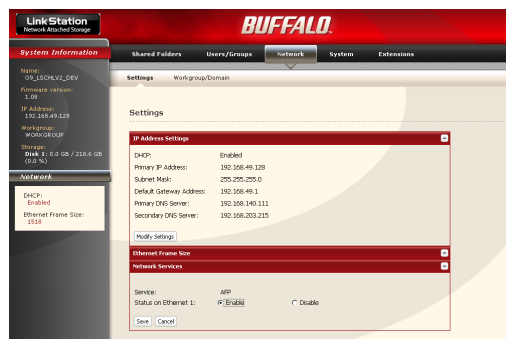 LinkStation
Network Attached Storage
BUFFALO.
System Information
Shared Folders Users/Groups Network System Extensions
Name:
09_LSCHLV2_DEV
Firmware version:
1.08
IP Address:
192.168.49.128
Workgroup:
WORKGROUP
Storage:
Disk 1: 0.0 GB / 218.6 GB
(0.0 %)
Network
DHCP:
Enabled
Ethernet Frame Size:
1518
Settings Workgroup/Domain
Settings
IP Address Settings
DHCP: Enabled
Primary IP Address: 192.168.49.128
Subnet Mask: 255.255.255.0
Default Gateway Address: 192.168.49.1
Primary DNS Server: 192.168.140.111
Secondary DNS Server: 192.168.203.215
Modify Settings
Ethernet Frame Size
Network Services
Service: AFP
Status on Ethernet 1: Enable Disable
Save Cancel